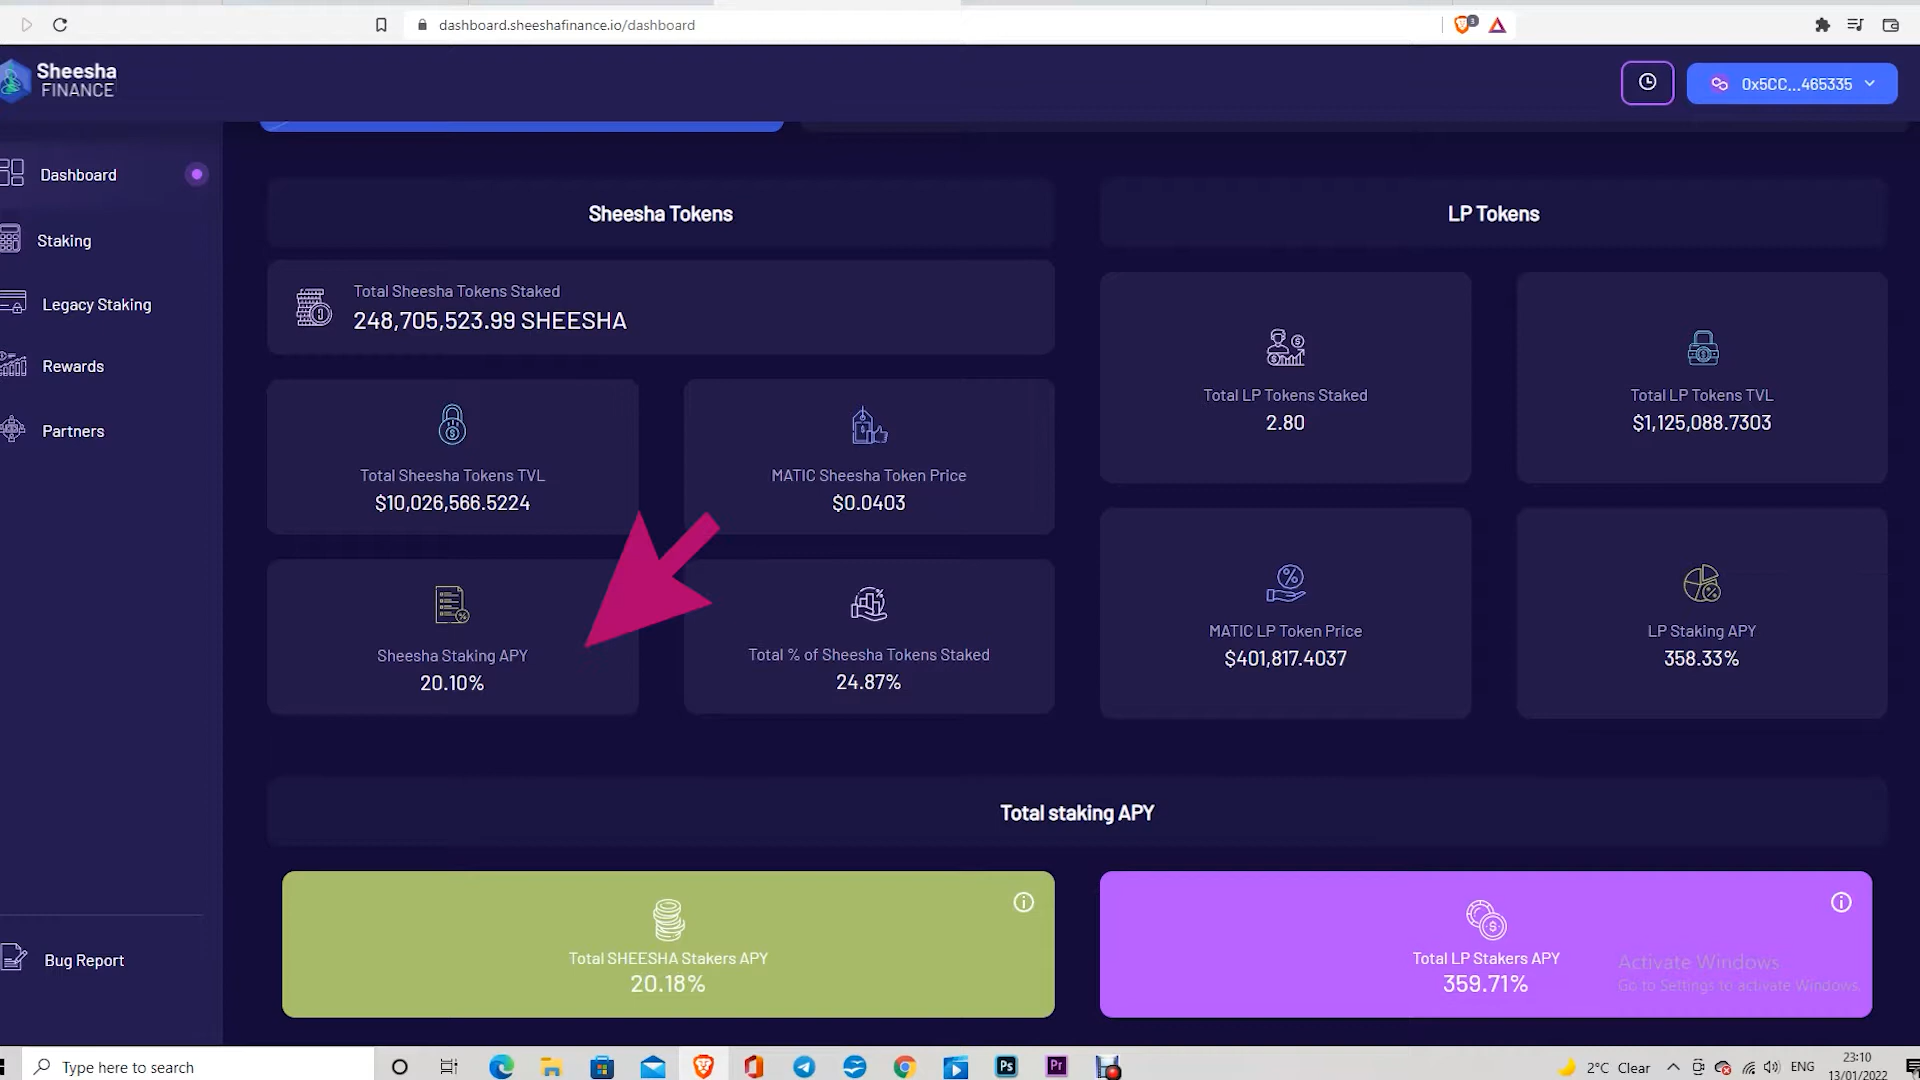 dashboard.sheeshafinance.io/dashboard
3
Sheesha
FINANCE
0x5CC...465335
Dashboard
Staking
Legacy Staking
Rewards
Partners
Bug Report
Sheesha Tokens
Total Sheesha Tokens Staked
248,705,523.99 SHEESHA
Total Sheesha Tokens TVL
$10,026,566.5224
MATIC Sheesha Token Price
$0.0403
Sheesha Staking APY
20.10%
Total % of Sheesha Tokens Staked
24.87%
LP Tokens
Total LP Tokens Staked
2.80
Total LP Tokens TVL
$1,125,088.7303
MATIC LP Token Price
$401,817.4037
LP Staking APY
358.33%
Total staking APY
Total SHEESHA Stakers APY
20.18%
Total LP Stakers APY
359.71%
Activate Windows
Go to Settings to activate Windows.
Type here to search
Ps
Pr
2°C Clear
ENG
23:10
13/01/2022